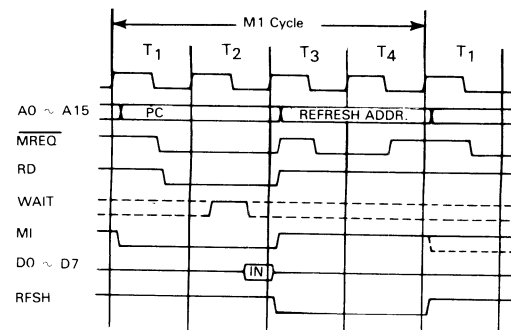 M1 Cycle
T1 T2 T3 T4 T1
A0 ~ A15 PC REFRESH ADDR.
MREQ
RD
WAIT
MI
D0 ~ D7 IN
RFSH